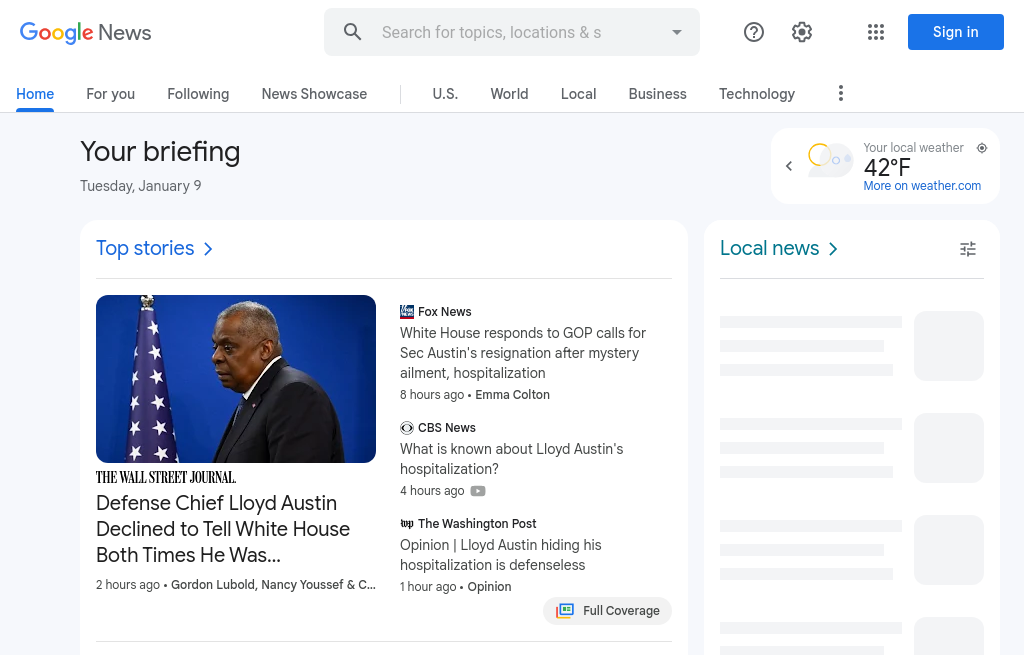 Google News
Search for topics, locations & s
Sign in
Home
For you
Following
News Showcase
U.S.
World
Local
Business
Technology
Your briefing
Tuesday, January 9
Your local weather
42°F
More on weather.com
Top stories
THE WALL STREET JOURNAL.
Defense Chief Lloyd Austin
Declined to Tell White House
Both Times He Was...
2 hours ago • Gordon Lubold, Nancy Youssef & C...
Fox News
White House responds to GOP calls for
Sec Austin's resignation after mystery
ailment, hospitalization
8 hours ago • Emma Colton
CBS News
What is known about Lloyd Austin's
hospitalization?
4 hours ago
wp The Washington Post
Opinion | Lloyd Austin hiding his
hospitalization is defenseless
1 hour ago • Opinion
Full Coverage
Local news